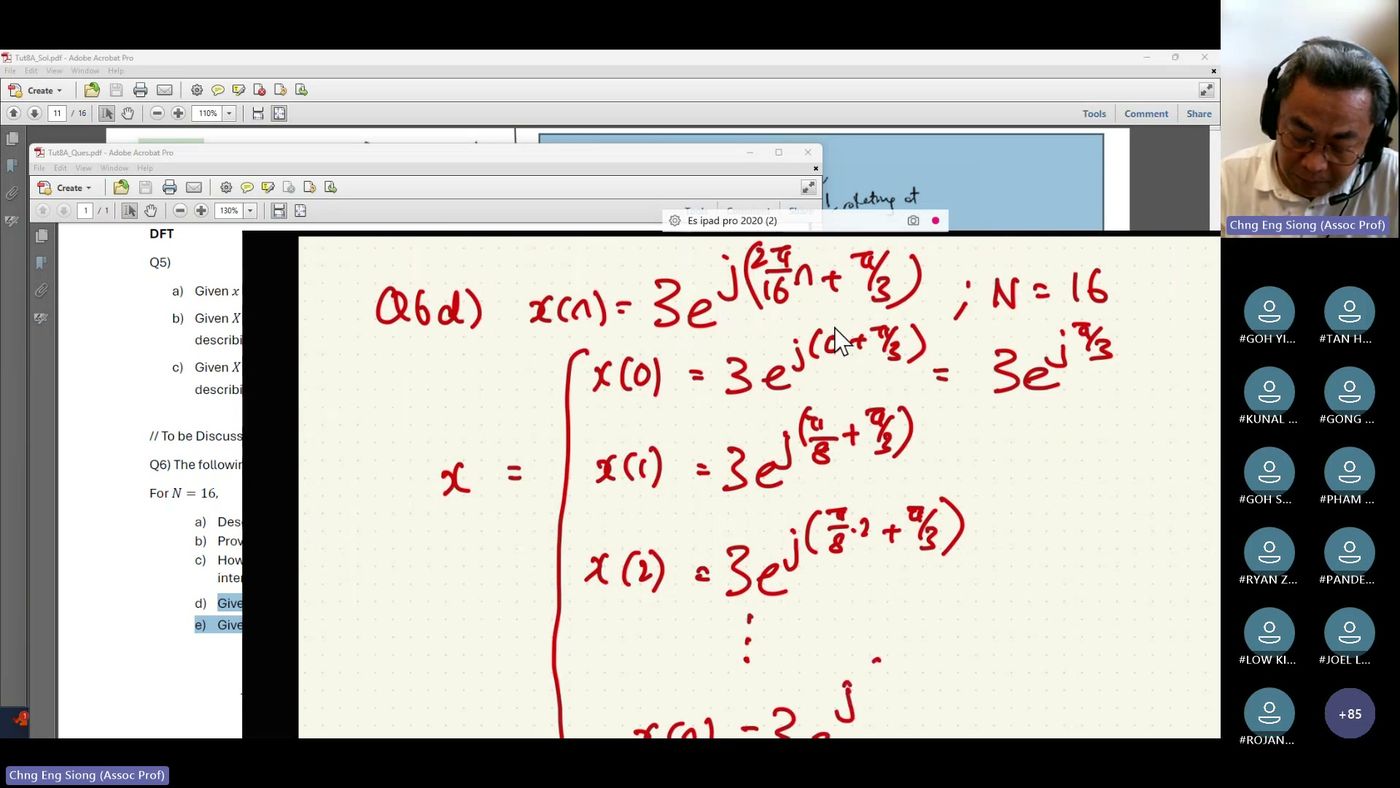 Tut8A_Sol.pdf - Adobe Acrobat Pro
File Edit View Window Help
Create
11 / 16 110% Tools Comment Share
Tut8A_Ques.pdf - Adobe Acrobat Pro
File Edit View Window Help
Create
1 / 1 130%
rotating at
Es ipad pro 2020 (2)
DFT
Q5)
a) Given x
b) Given X
describi
c) Given X
describi
// To be Discuss
Q6) The followir
For N = 16,
a) Des
b) Prov
c) How
inter
d) Give
e) Give
Q6d) x(n) = 3e^{j(2π/16 n + π/3)} ; N = 16
x(0) = 3e^{j(0 + π/3)} = 3e^{jπ/3}
x = x(1) = 3e^{j(π/8 + π/3)}
x(2) = 3e^{j(π/8 · 2 + π/3)}
⋮
j
Chng Eng Siong (Assoc Prof)
#GOH YI... #TAN H...
#KUNAL ... #GONG ...
#GOH S... #PHAM ...
#RYAN Z... #PANDE...
#LOW KI... #JOEL L...
#ROJAN... +85
Chng Eng Siong (Assoc Prof)